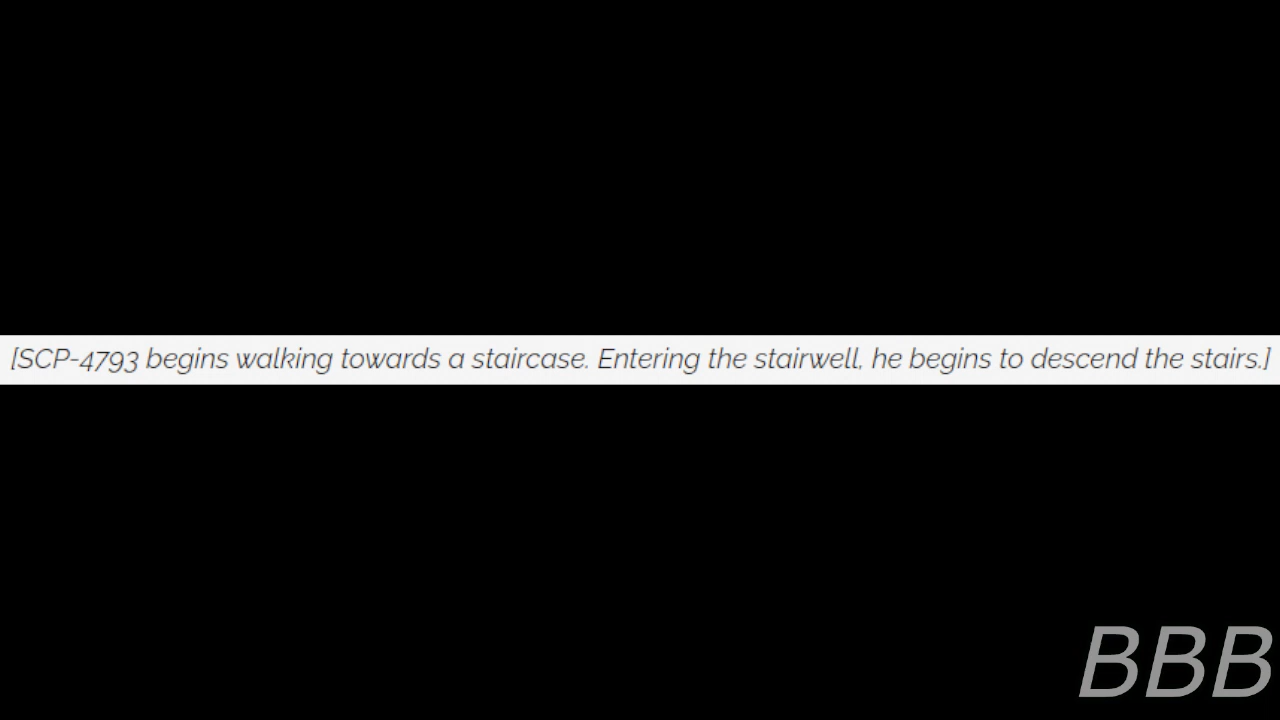 [SCP-4793 begins walking towards a staircase. Entering the stairwell, he begins to descend the stairs.]
BBB